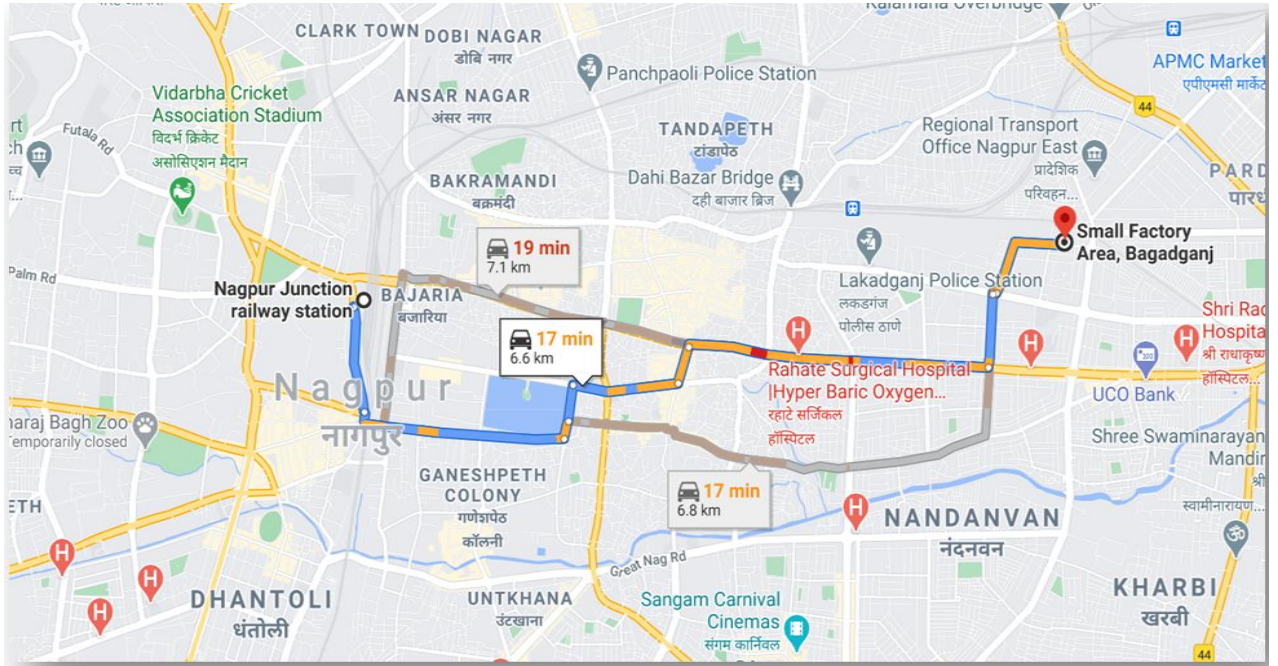 Kalamana Overbridge
CLARK TOWN
DOBI NAGAR
डोबि नगर
Panchpaoli Police Station
APMC Market
एपीएमसी मार्केट
Vidarbha Cricket
Association Stadium
विदर्भ क्रिकेट
असोसिएशन मैदान
Futala Rd
ANSAR NAGAR
अंसर नगर
44
TANDAPETH
टांडापेठ
Regional Transport
Office Nagpur East
प्रादेशिक
परिवहन...
BAKRAMANDI
बक्रमंदी
Dahi Bazar Bridge
दही बाजार ब्रिज
PARD
पारध
19 min
7.1 km
Small Factory
Area, Bagadganj
Palm Rd
Nagpur Junction
railway station
BAJARIA
बजारिया
Lakadganj Police Station
लकडगंज
पोलीस ठाणे
17 min
6.6 km
Shri Rad
Hospita
श्री राधाकृष्ण
हॉस्पिटल...
Rahate Surgical Hospital
|Hyper Baric Oxygen...
रहाटे सर्जिकल
हॉस्पिटल
UCO Bank
Nagpur
नागपुर
haraj Bagh Zoo
Temporarily closed
GANESHPETH
COLONY
गणेशपेठ
कॉलनी
17 min
6.8 km
Shree Swaminarayan
Mandir
श्री
स्वामीनारायण...
ETH
NANDANVAN
नंदनवन
Great Nag Rd
DHANTOLI
धंतोली
UNTKHANA
उंटखाना
Sangam Carnival
Cinemas
संगम कार्निवल
KHARBI
खरबी
44